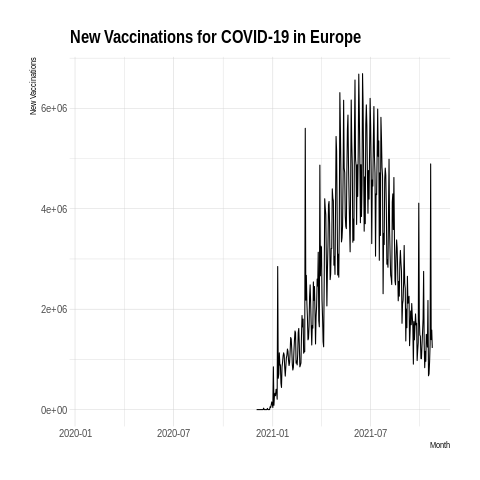 New Vaccinations for COVID-19 in Europe
New Vaccinations
6e+06
4e+06
2e+06
0e+00
2020-01 2020-07 2021-01 2021-07
Month